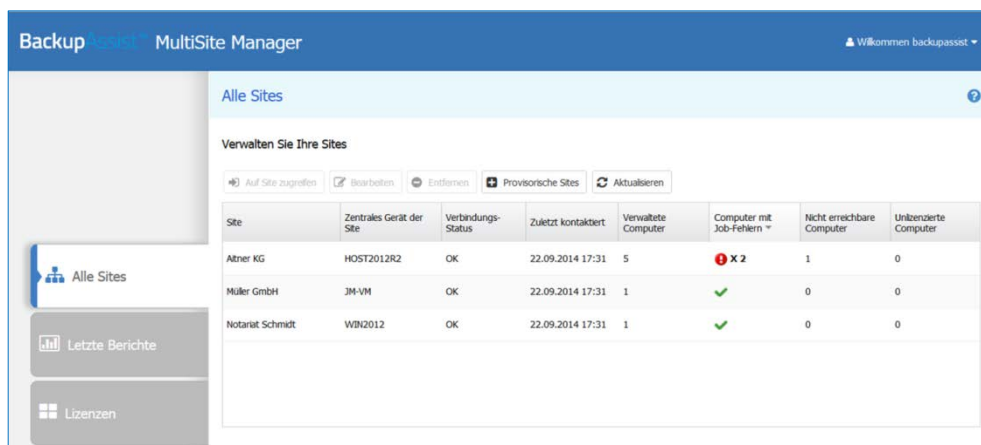 BackupAssist™ MultiSite Manager
Willkommen backupassist
Alle Sites
Verwalten Sie Ihre Sites
Auf Site zugreifen Bearbeiten Entfernen Provisorische Sites Aktualisieren
Site Zentrales Gerät der Site Verbindungs-Status Zuletzt kontaktiert Verwaltete Computer Computer mit Job-Fehlern Nicht erreichbare Computer Unlizenzierte Computer
Altner KG HOST2012R2 OK 22.09.2014 17:31 5 X 2 1 0
Müller GmbH JM-VM OK 22.09.2014 17:31 1 0 0
Notariat Schmidt WIN2012 OK 22.09.2014 17:31 1 0 0
Alle Sites
Letzte Berichte
Lizenzen